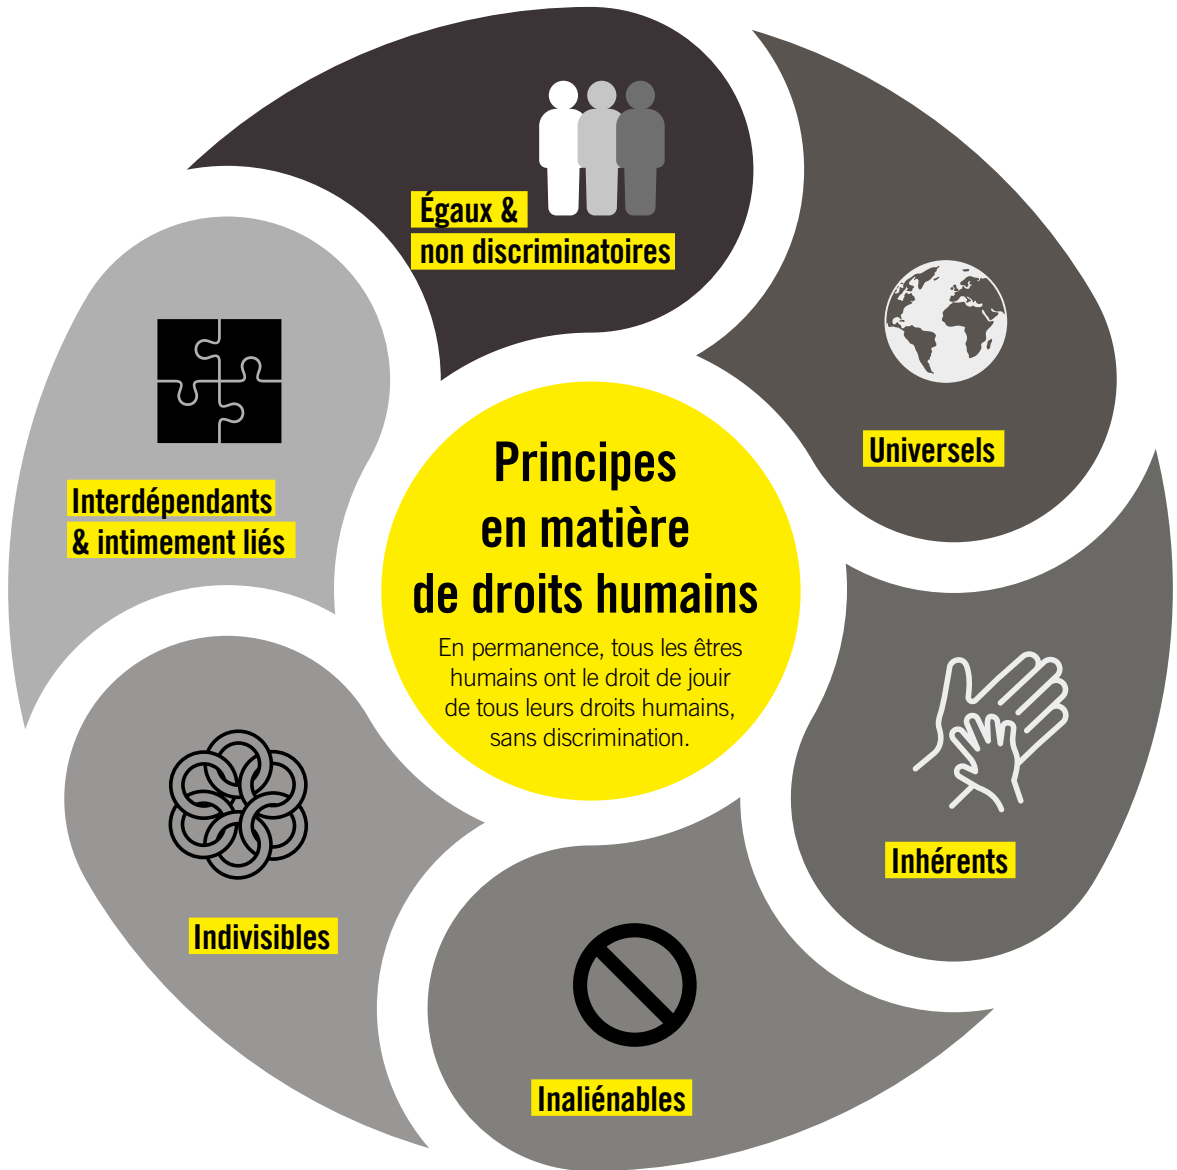 Égaux &
non discriminatoires
Universels
Interdépendants
& intimement liés
Principes
en matière
de droits humains
En permanence, tous les êtres
humains ont le droit de jouir
de tous leurs droits humains,
sans discrimination.
Inhérents
Indivisibles
Inaliénables